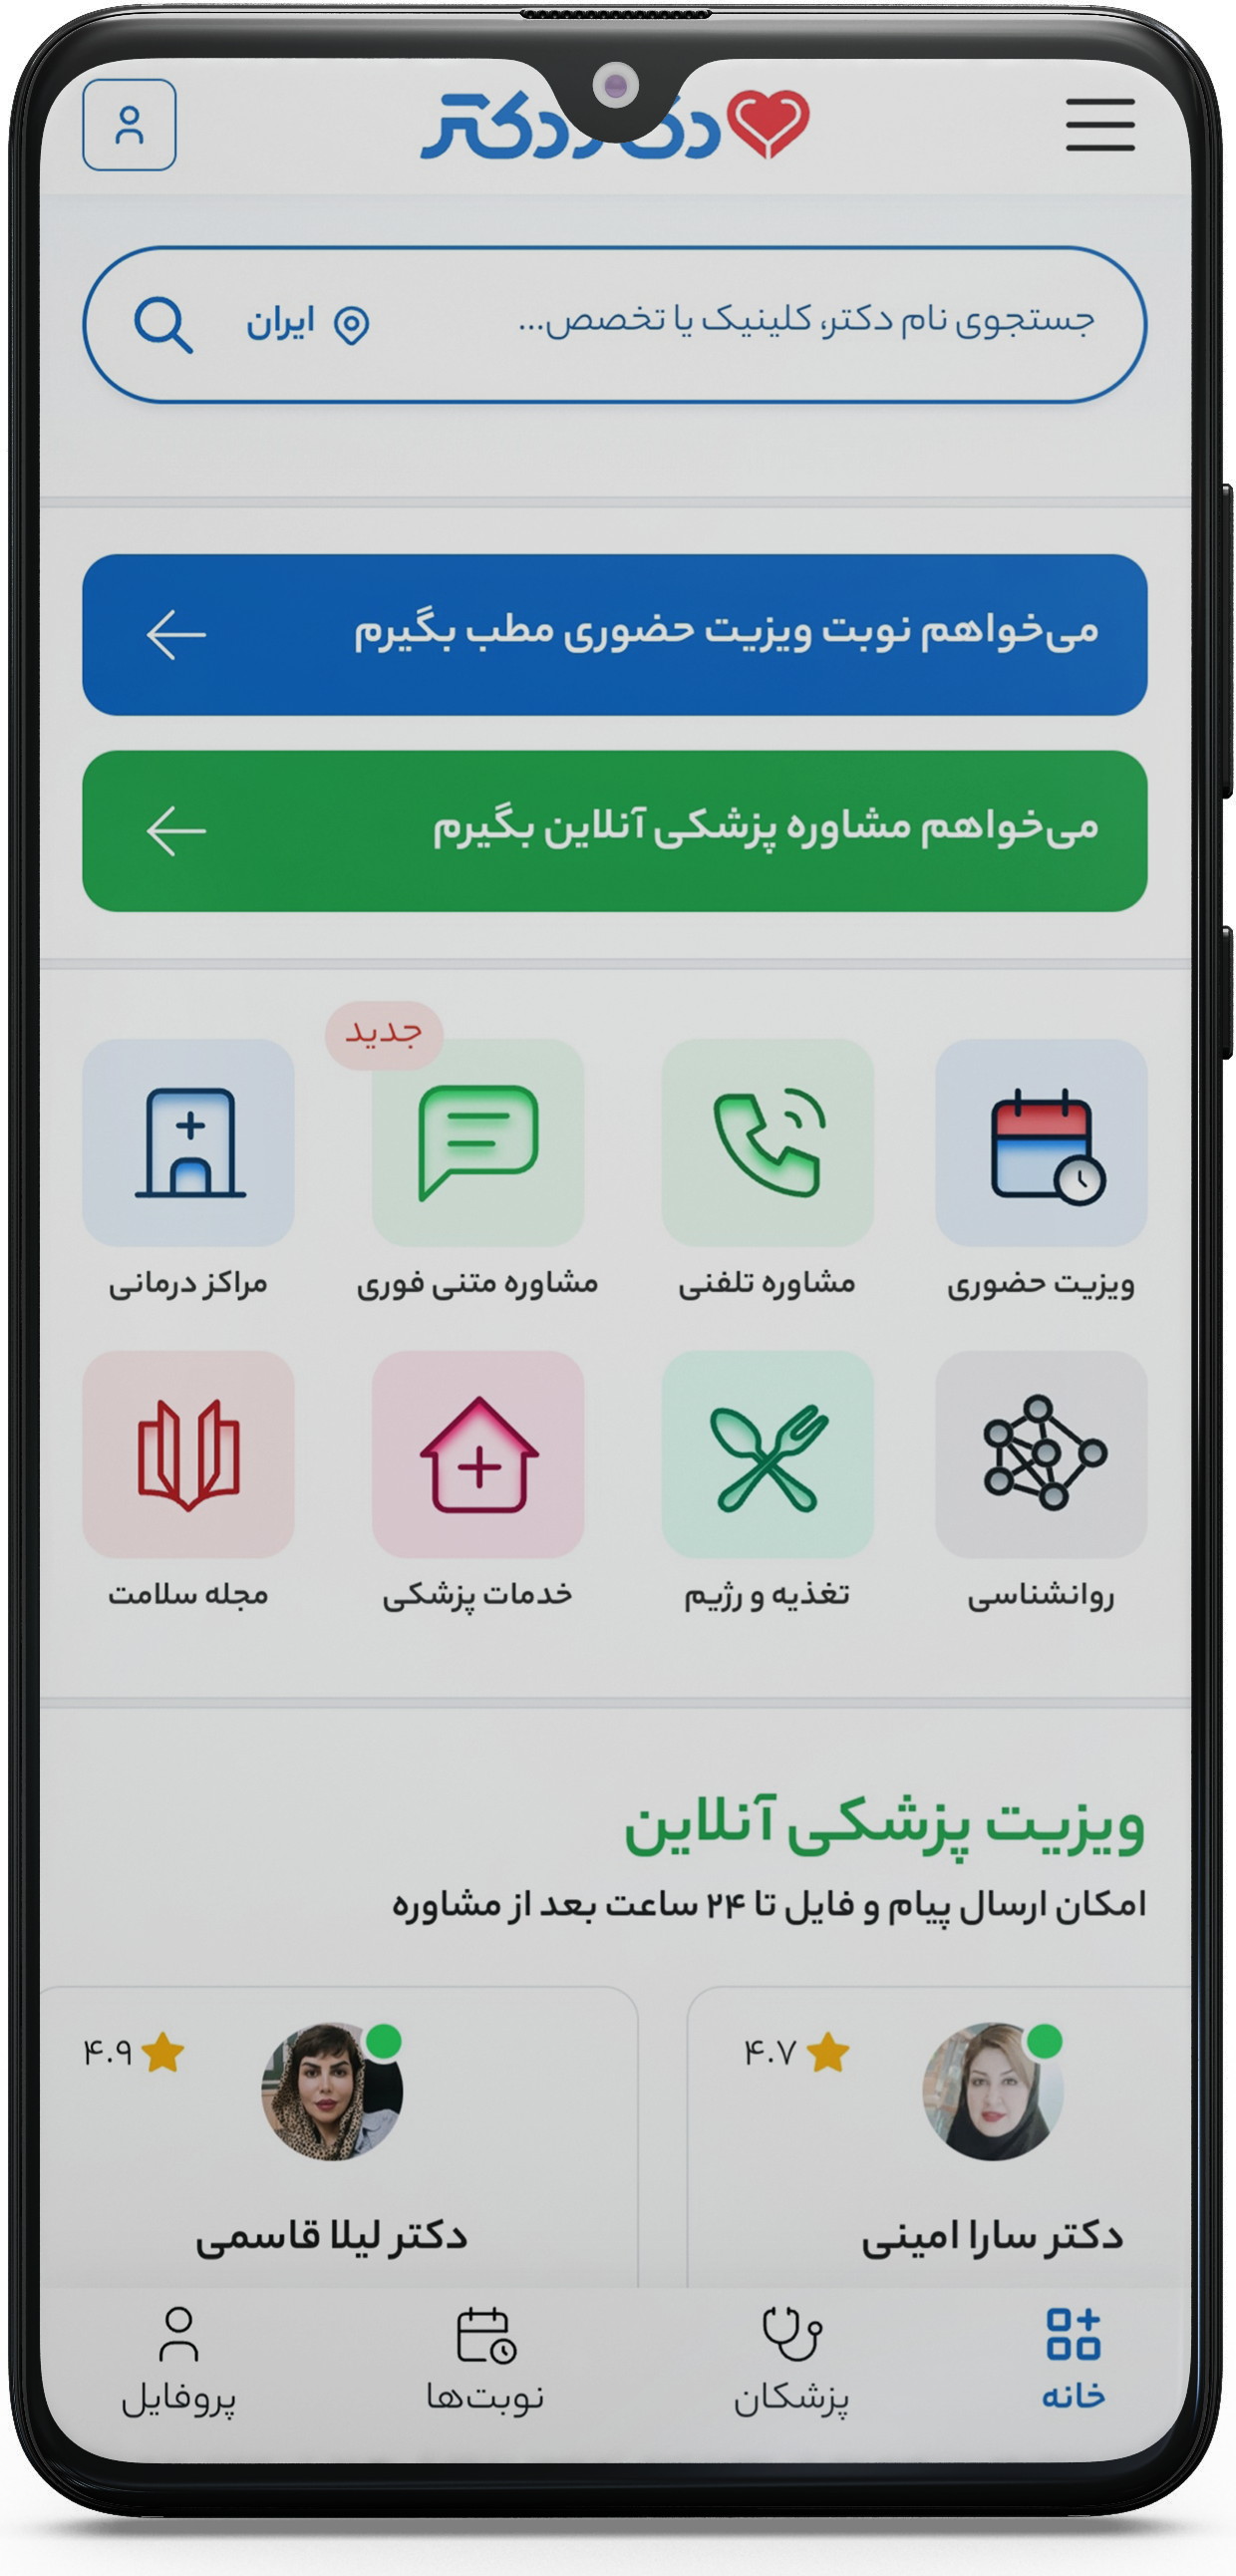 دکتر دکتر
جستجوی نام دکتر، کلینیک یا تخصص...
ایران
می‌خواهم نوبت ویزیت حضوری مطب بگیرم
می‌خواهم مشاوره پزشکی آنلاین بگیرم
جدید
ویزیت حضوری
مشاوره تلفنی
مشاوره متنی فوری
مراکز درمانی
روانشناسی
تغذیه و رژیم
خدمات پزشکی
مجله سلامت
ویزیت پزشکی آنلاین
امکان ارسال پیام و فایل تا ۲۴ ساعت بعد از مشاوره
۴.۷
۴.۹
دکتر سارا امینی
دکتر لیلا قاسمی
خانه
پزشکان
نوبت‌ها
پروفایل